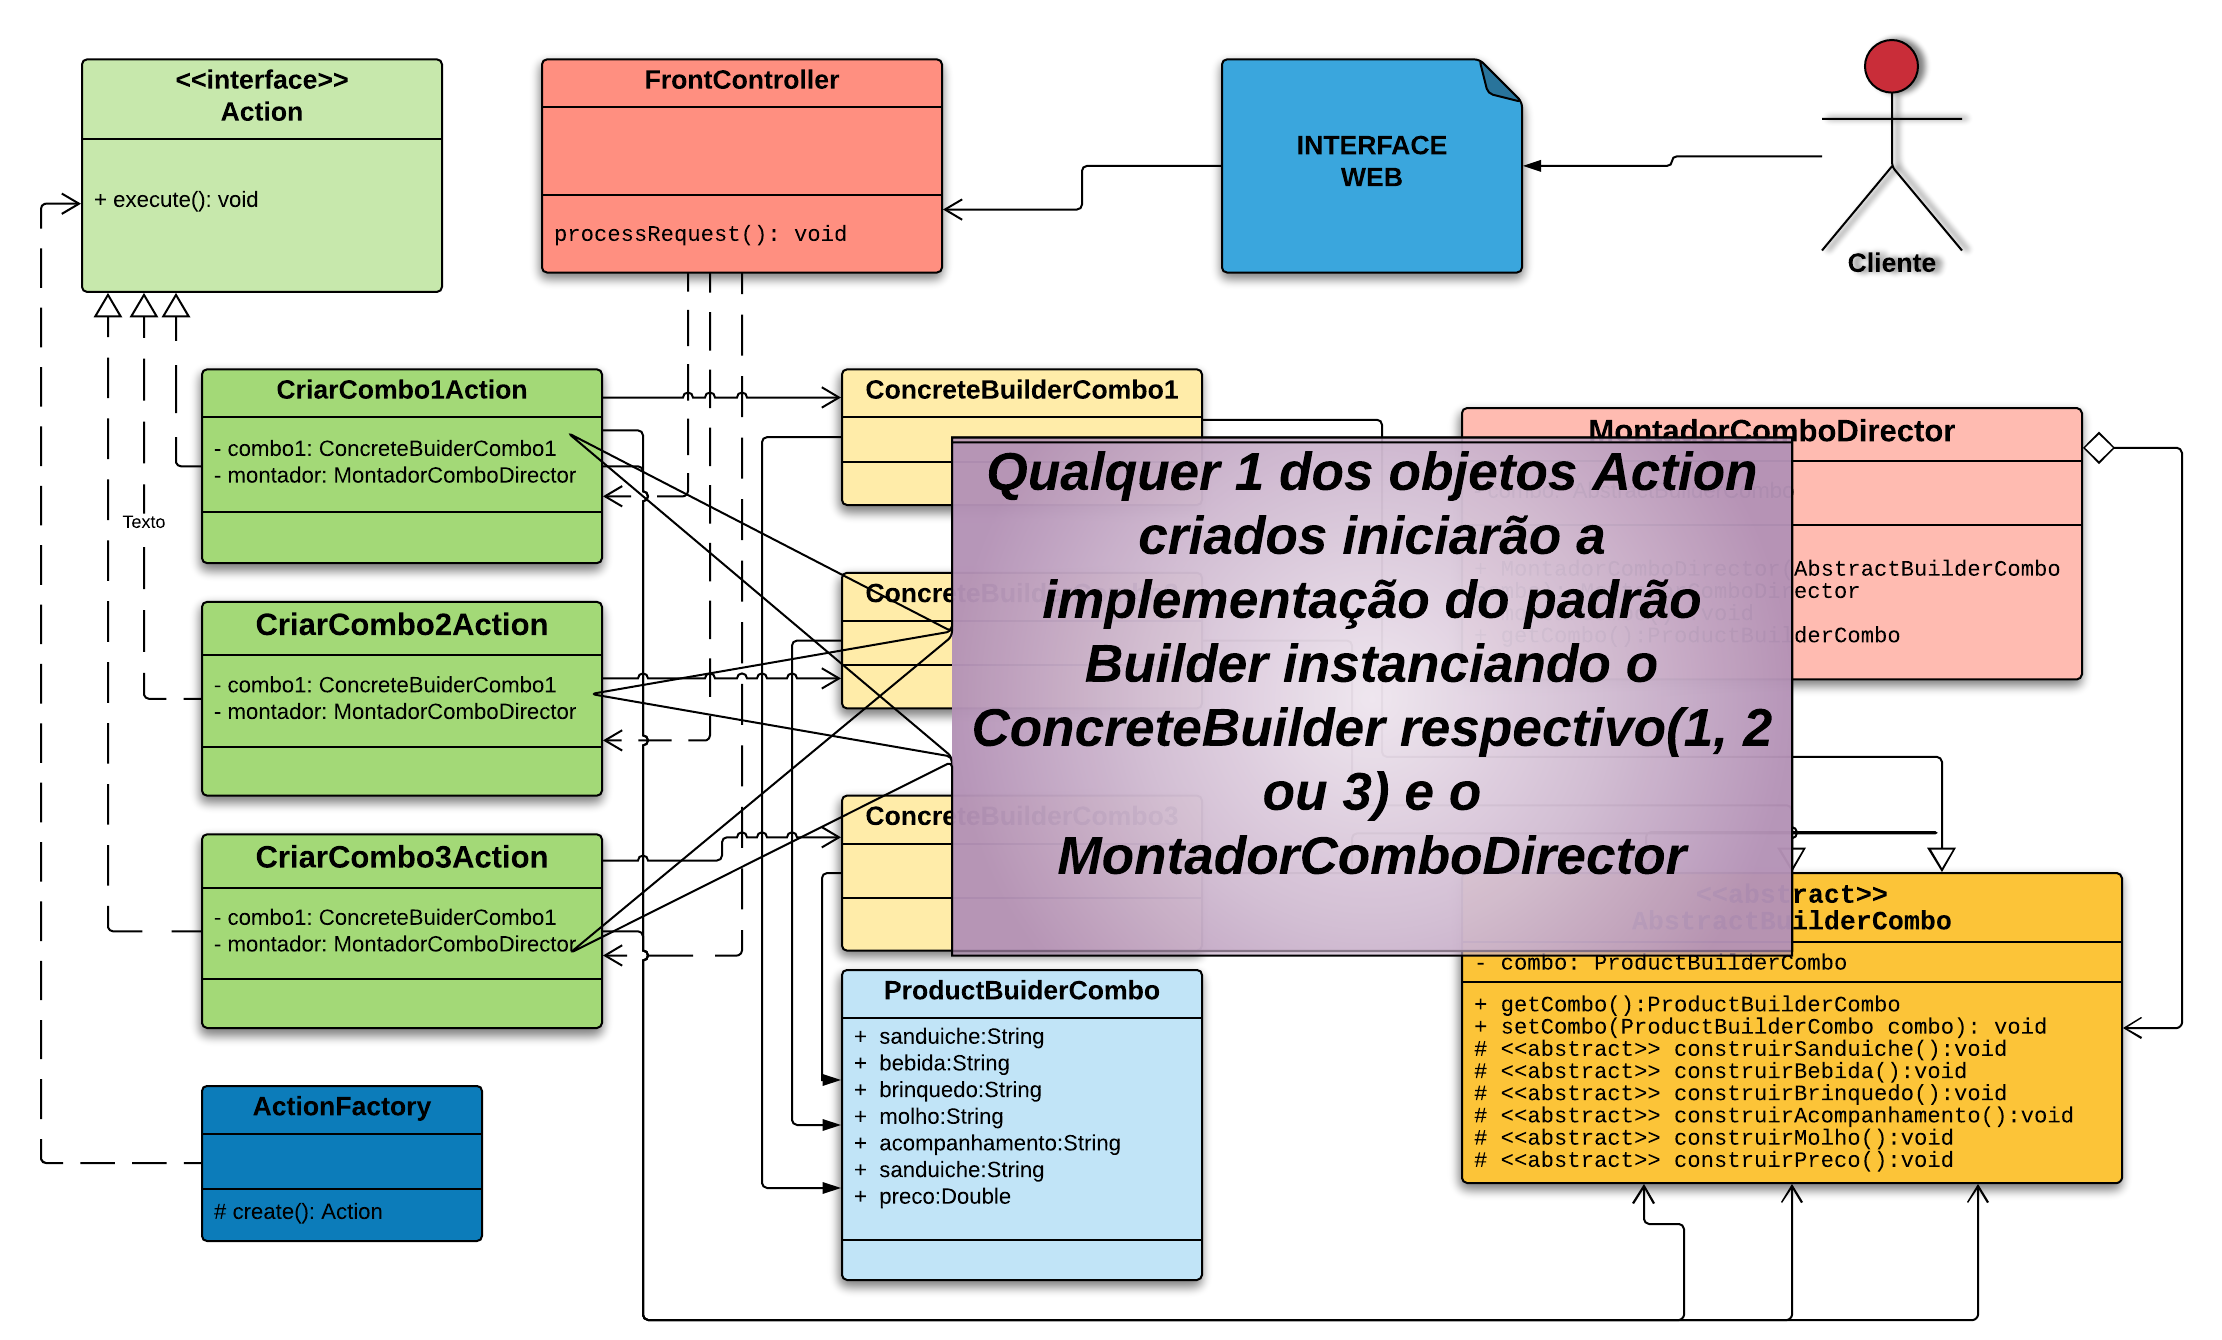 <<interface>>
Action
+ execute(): void
FrontController
processRequest(): void
INTERFACE
WEB
Cliente
CriarCombo1Action
- combo1: ConcreteBuiderCombo1
- montador: MontadorComboDirector
Texto
CriarCombo2Action
- combo1: ConcreteBuiderCombo1
- montador: MontadorComboDirector
CriarCombo3Action
- combo1: ConcreteBuiderCombo1
- montador: MontadorComboDirector
ActionFactory
# create(): Action
ConcreteBuilderCombo1
ConcreteBuilderCombo3
ProductBuiderCombo
+ sanduiche:String
+ bebida:String
+ brinquedo:String
+ molho:String
+ acompanhamento:String
+ sanduiche:String
+ preco:Double
Qualquer 1 dos objetos Action
criados iniciarão a
implementação do padrão
Builder instanciando o
ConcreteBuilder respectivo(1, 2
ou 3) e o
MontadorComboDirector
MontadorComboDirector
+ MontadorComboDirector(AbstractBuilderCombo
+ getCombo():ProductBuilderCombo
<<abstract>>
AbstractBuilderCombo
- combo: ProductBuilderCombo
+ getCombo():ProductBuilderCombo
+ setCombo(ProductBuilderCombo combo): void
# <<abstract>> construirSanduiche():void
# <<abstract>> construirBebida():void
# <<abstract>> construirBrinquedo():void
# <<abstract>> construirAcompanhamento():void
# <<abstract>> construirMolho():void
# <<abstract>> construirPreco():void